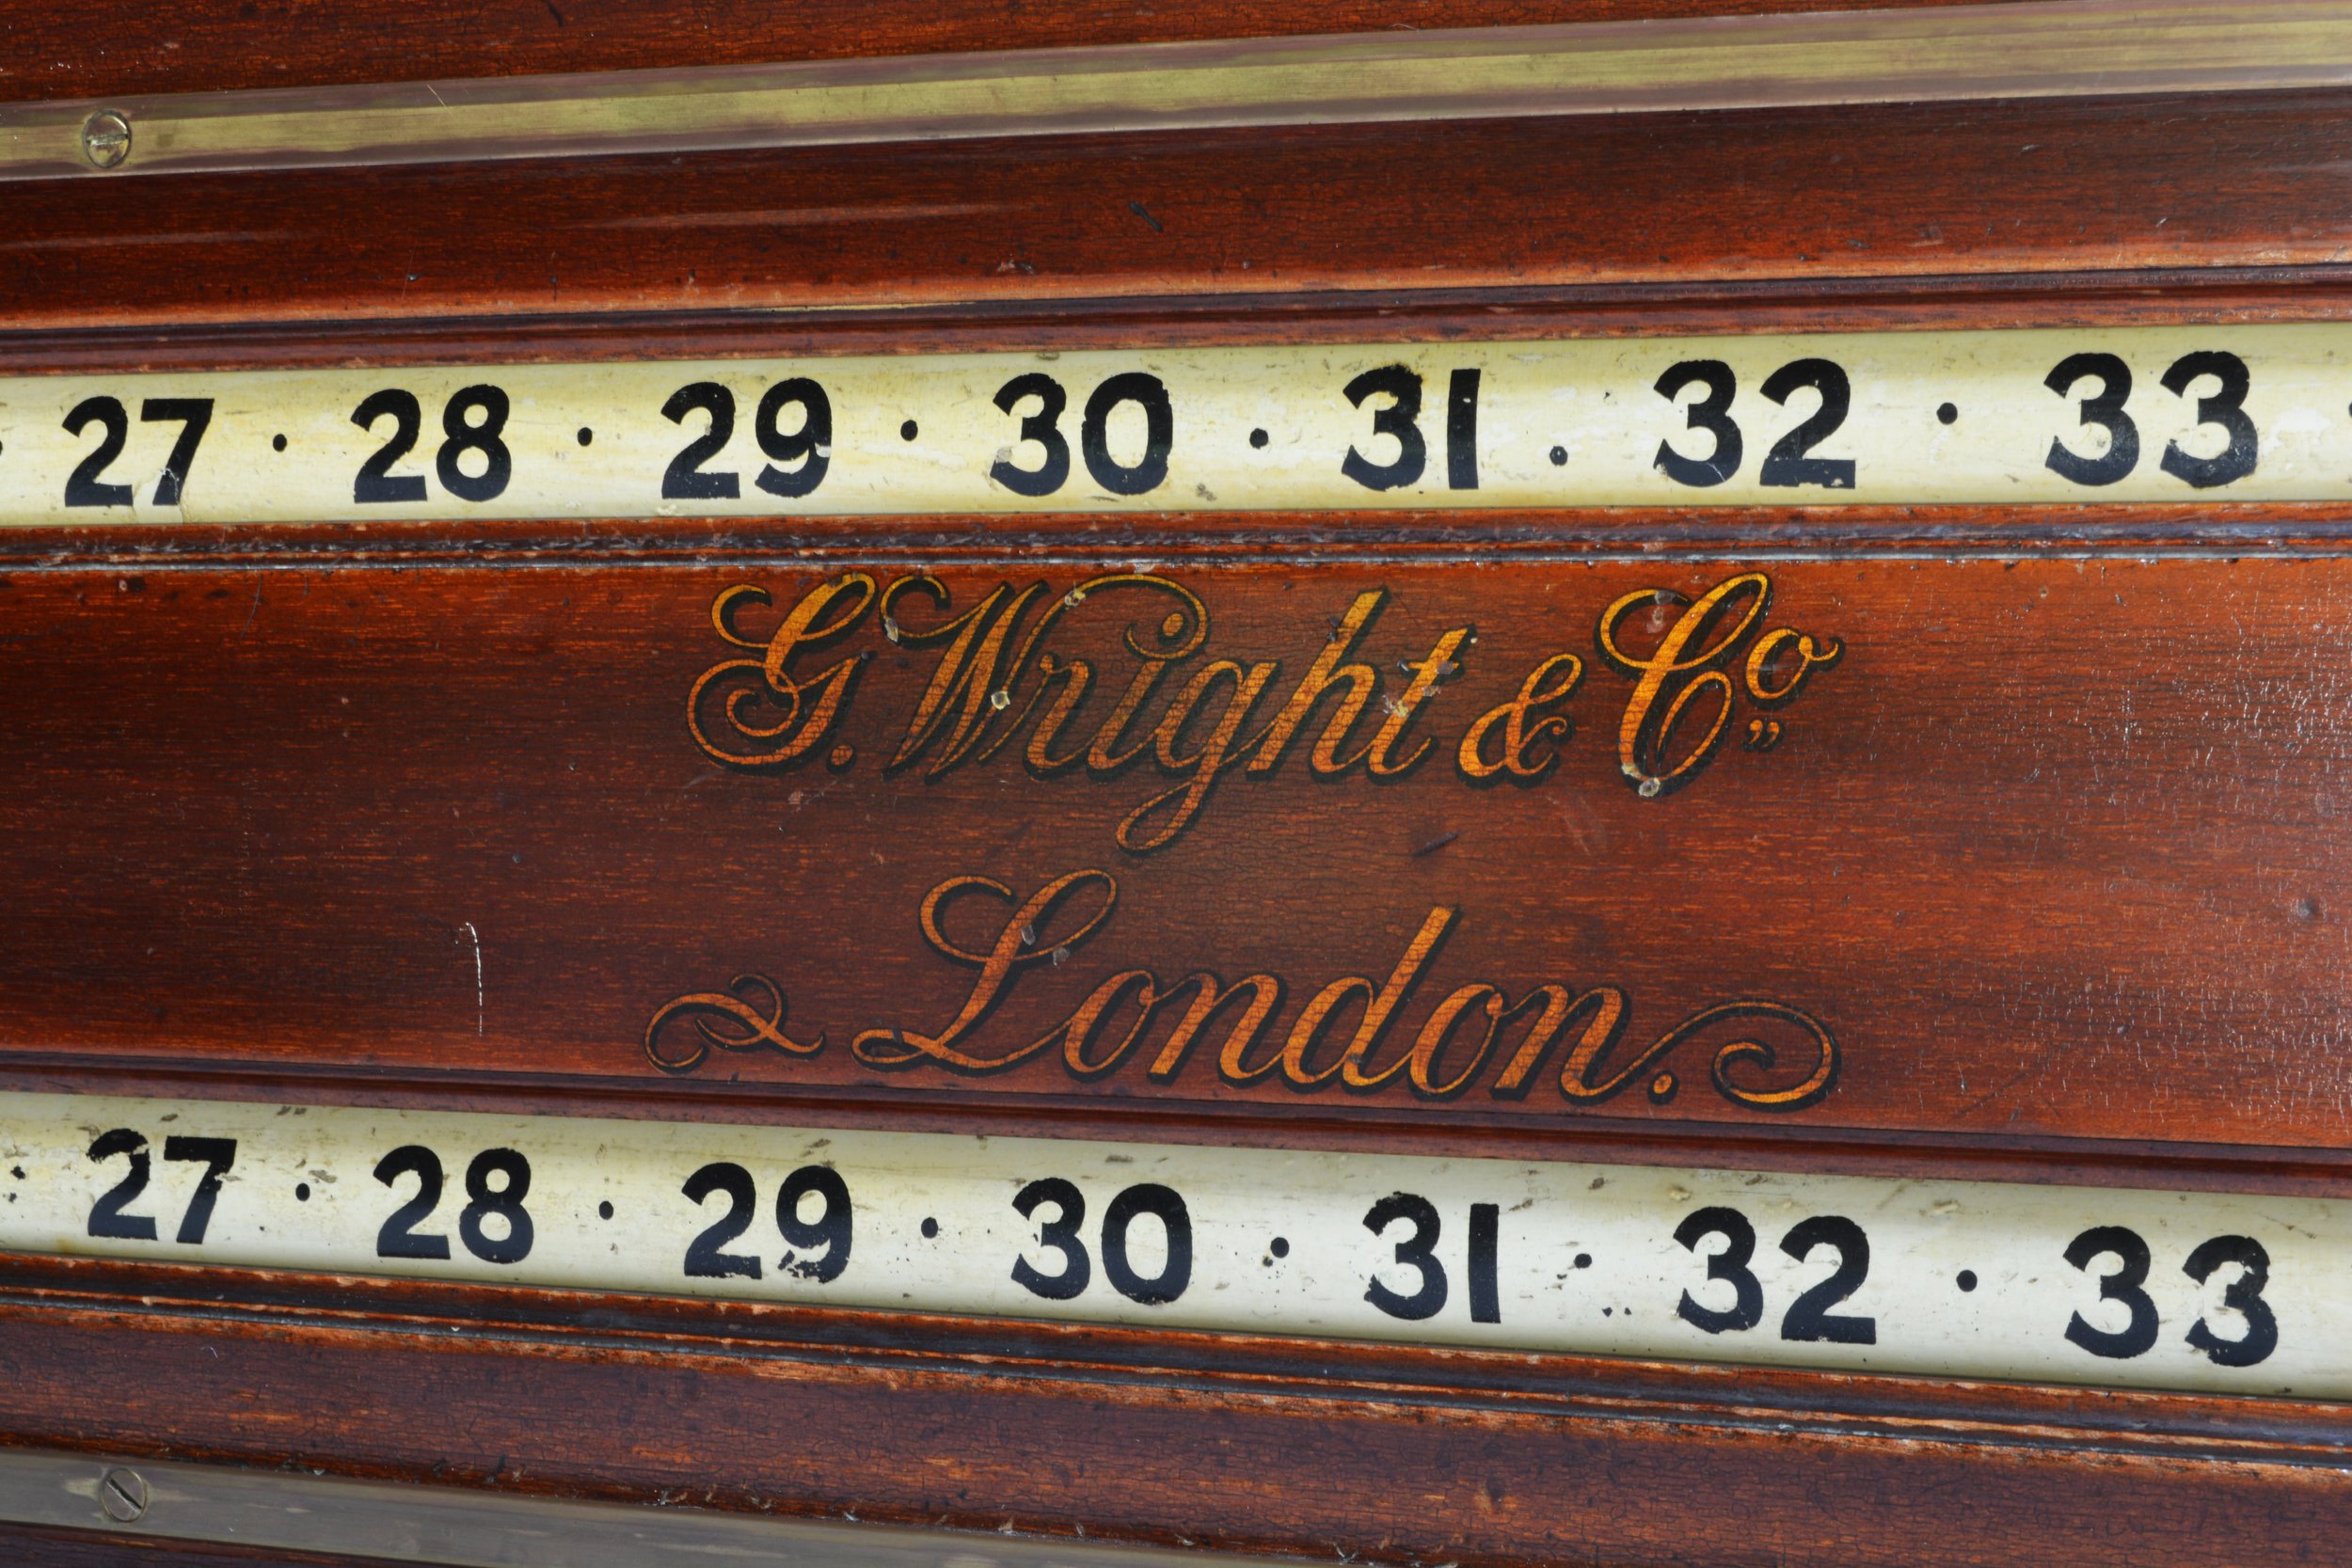 27 · 28 · 29 · 30 · 31 · 32 · 33
G. Wright & Co
London.
27 · 28 · 29 · 30 · 31 · 32 · 33